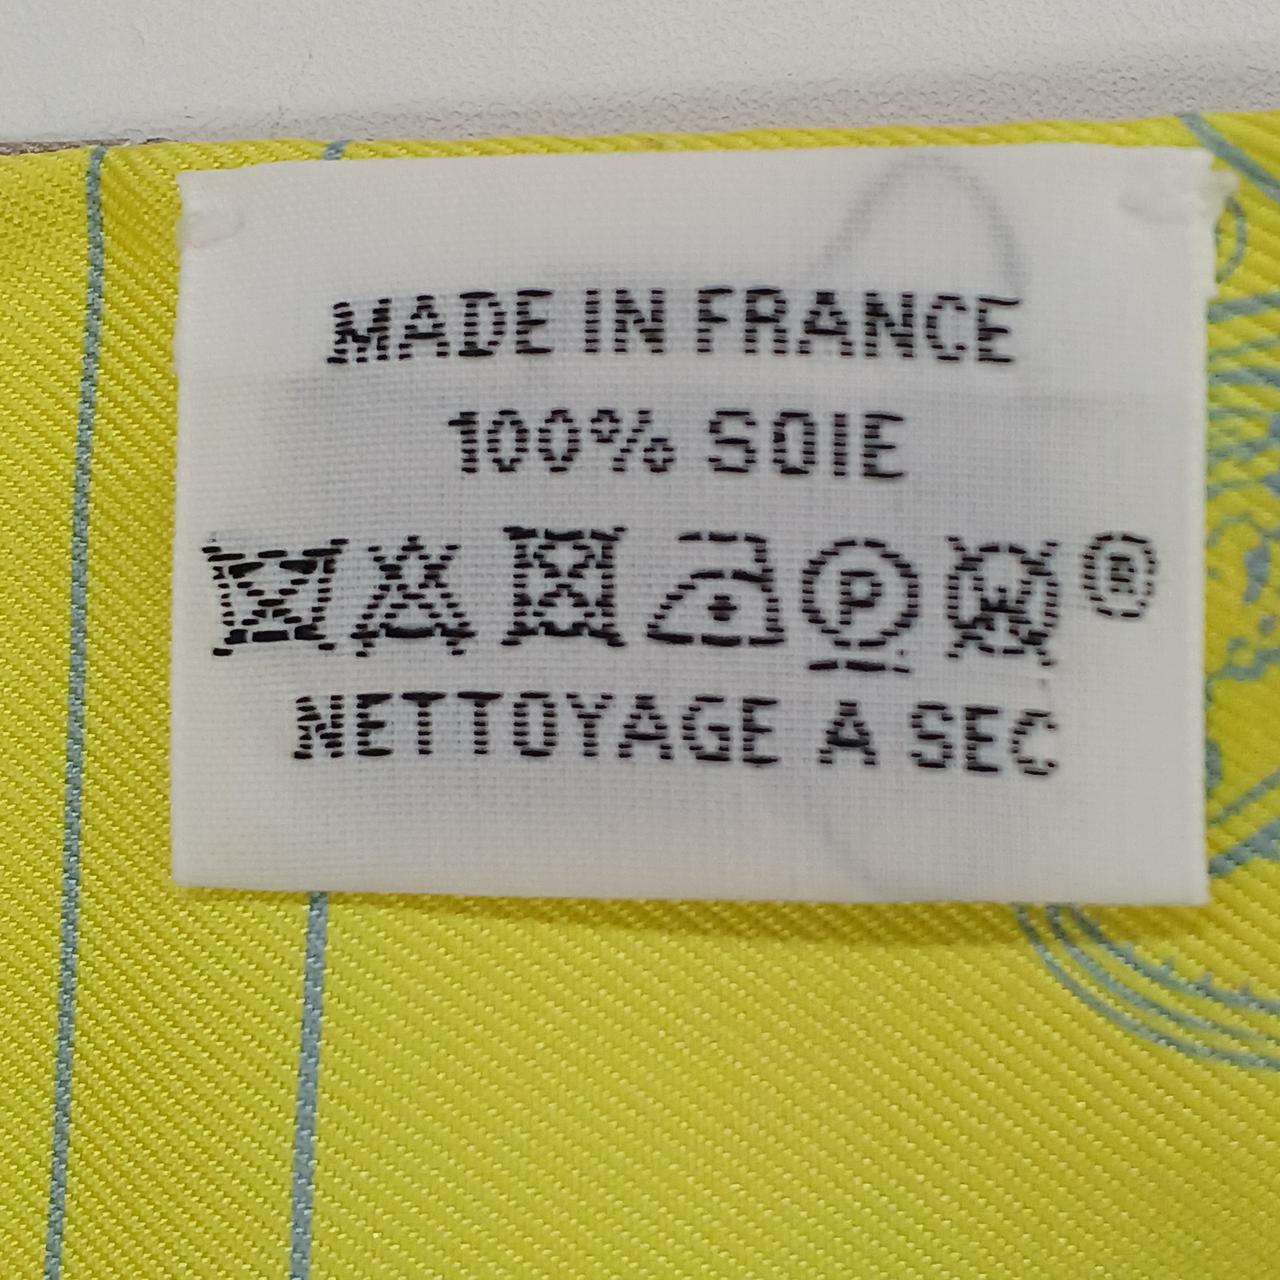 MADE IN FRANCE
100% SOIE
P W ®
NETTOYAGE A SEC